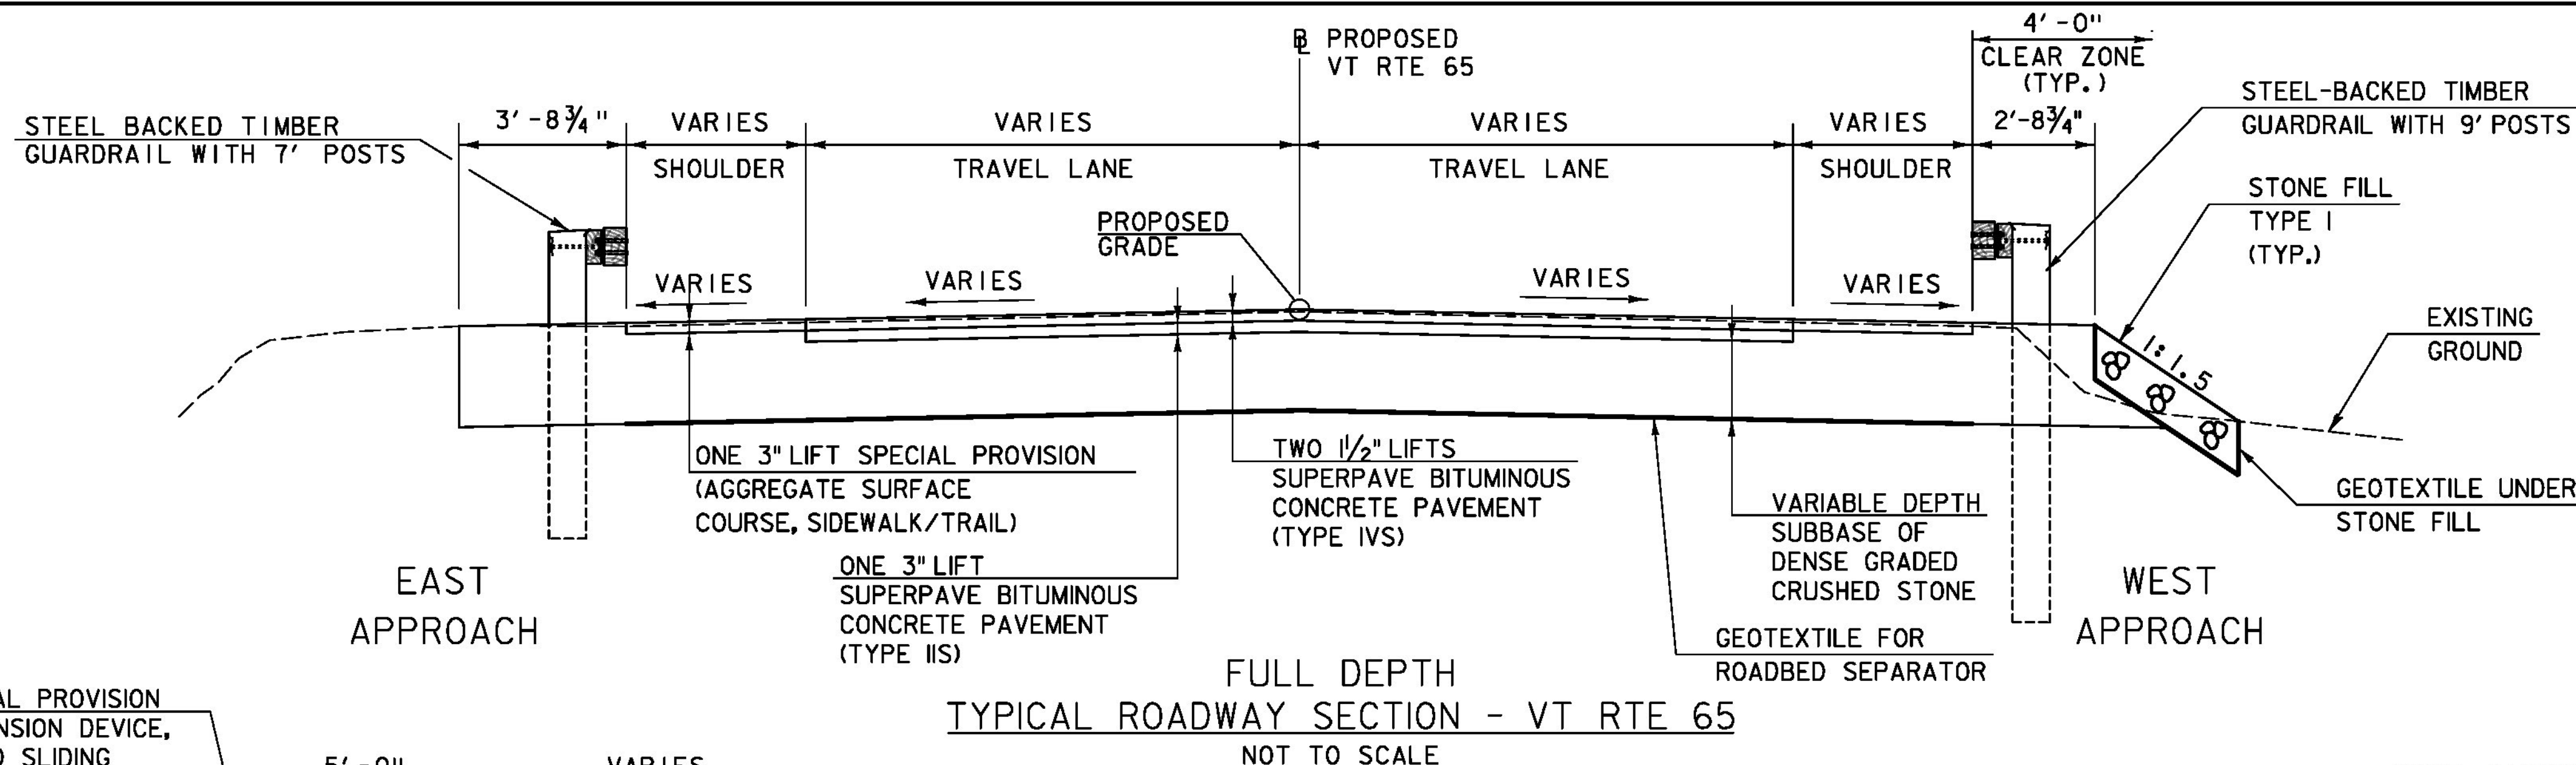 4'-0"
CLEAR ZONE
(TYP.)
PROPOSED
VT RTE 65
STEEL BACKED TIMBER
GUARDRAIL WITH 7' POSTS
3'-8¾"
VARIES
SHOULDER
VARIES
TRAVEL LANE
VARIES
TRAVEL LANE
VARIES
SHOULDER
2'-8¾"
STEEL-BACKED TIMBER
GUARDRAIL WITH 9' POSTS
STONE FILL
TYPE I
(TYP.)
PROPOSED
GRADE
VARIES
VARIES
VARIES
VARIES
EXISTING
GROUND
1:1.5
ONE 3" LIFT SPECIAL PROVISION
(AGGREGATE SURFACE
COURSE, SIDEWALK/TRAIL)
ONE 3" LIFT
SUPERPAVE BITUMINOUS
CONCRETE PAVEMENT
(TYPE IIS)
TWO 1½" LIFTS
SUPERPAVE BITUMINOUS
CONCRETE PAVEMENT
(TYPE IVS)
VARIABLE DEPTH
SUBBASE OF
DENSE GRADED
CRUSHED STONE
GEOTEXTILE UNDER
STONE FILL
GEOTEXTILE FOR
ROADBED SEPARATOR
EAST
APPROACH
WEST
APPROACH
FULL DEPTH
TYPICAL ROADWAY SECTION - VT RTE 65
NOT TO SCALE
AL PROVISION
NSION DEVICE,
SLIDING
5'-0"
VARIES